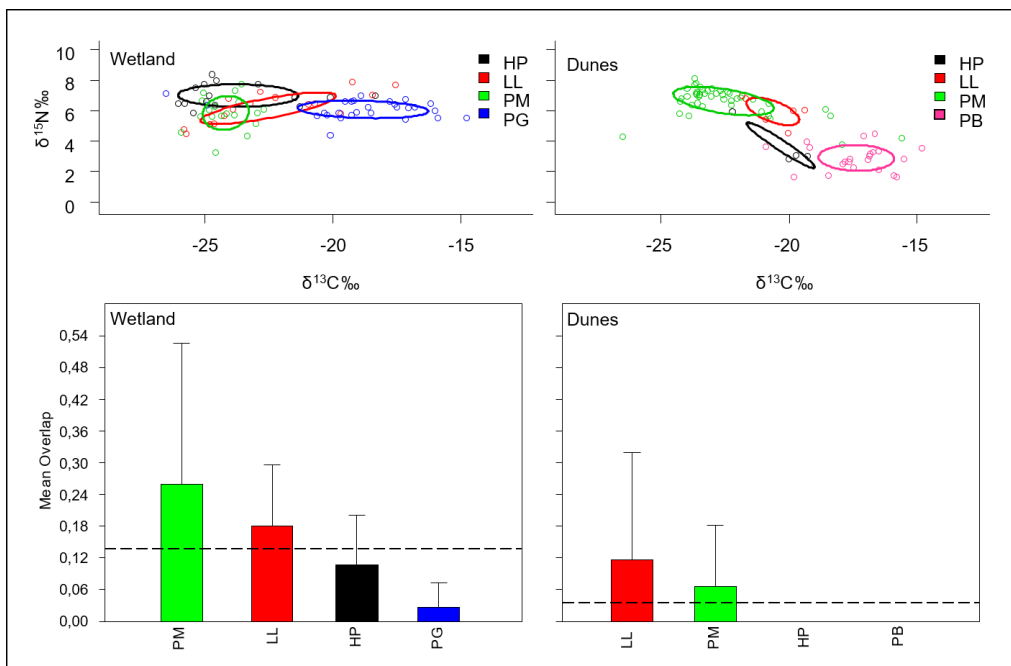 Wetland
HP
LL
PM
PG
10
8
6
4
2
0
δ¹⁵N‰
-25
-20
-15
δ¹³C‰
Dunes
HP
LL
PM
PB
-25
-20
-15
δ¹³C‰
Wetland
0,54
0,48
0,42
0,36
0,30
0,24
0,18
0,12
0,06
0,00
Mean Overlap
PM
LL
HP
PG
Dunes
LL
PM
HP
PB